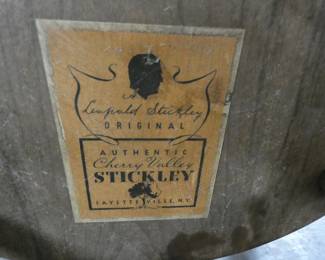 Leopold Stickley
ORIGINAL
AUTHENTIC
Cherry Valley
STICKLEY
FAYETTEVILLE, N.Y.